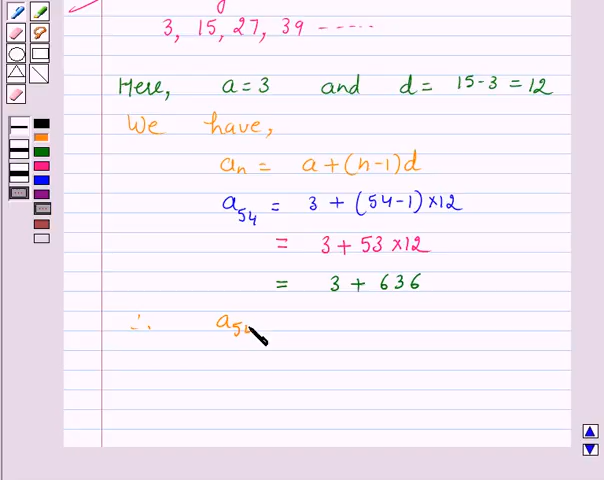 3, 15, 27, 39 ------
Here, a = 3 and d = 15-3 = 12
We have,
an = a + (n-1)d
a54 = 3 + (54-1)×12
= 3 + 53×12
= 3 + 636
∴ a54